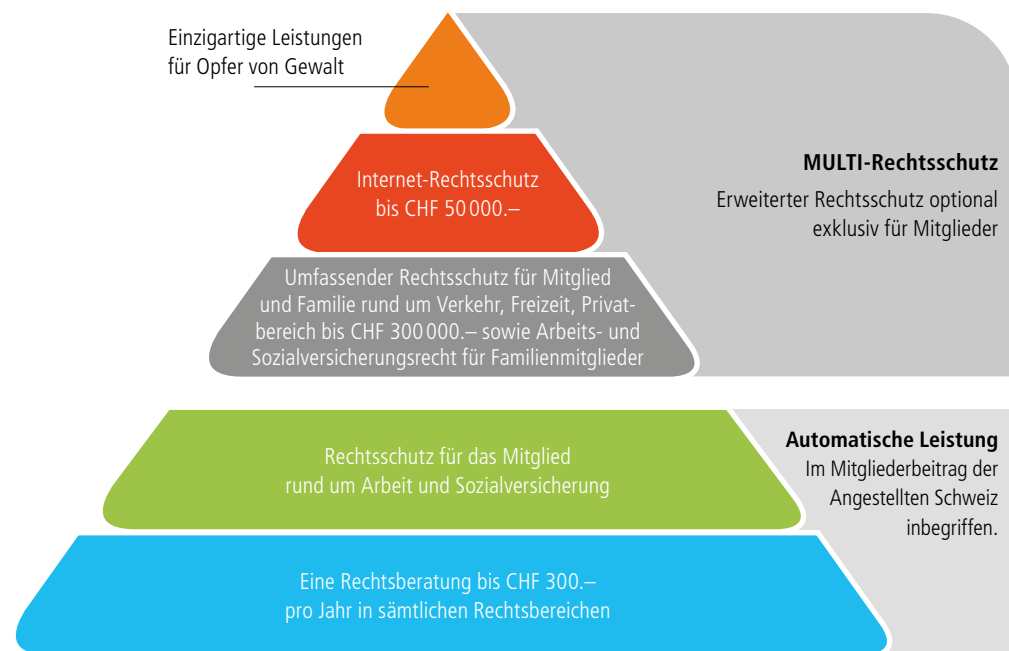 Einzigartige Leistungen
für Opfer von Gewalt
Internet-Rechtsschutz
bis CHF 50 000.–
MULTI-Rechtsschutz
Erweiterter Rechtsschutz optional
exklusiv für Mitglieder
Umfassender Rechtsschutz für Mitglied
und Familie rund um Verkehr, Freizeit, Privat-
bereich bis CHF 300 000.– sowie Arbeits- und
Sozialversicherungsrecht für Familienmitglieder
Rechtsschutz für das Mitglied
rund um Arbeit und Sozialversicherung
Automatische Leistung
Im Mitgliederbeitrag der
Angestellten Schweiz
inbegriffen.
Eine Rechtsberatung bis CHF 300.–
pro Jahr in sämtlichen Rechtsbereichen